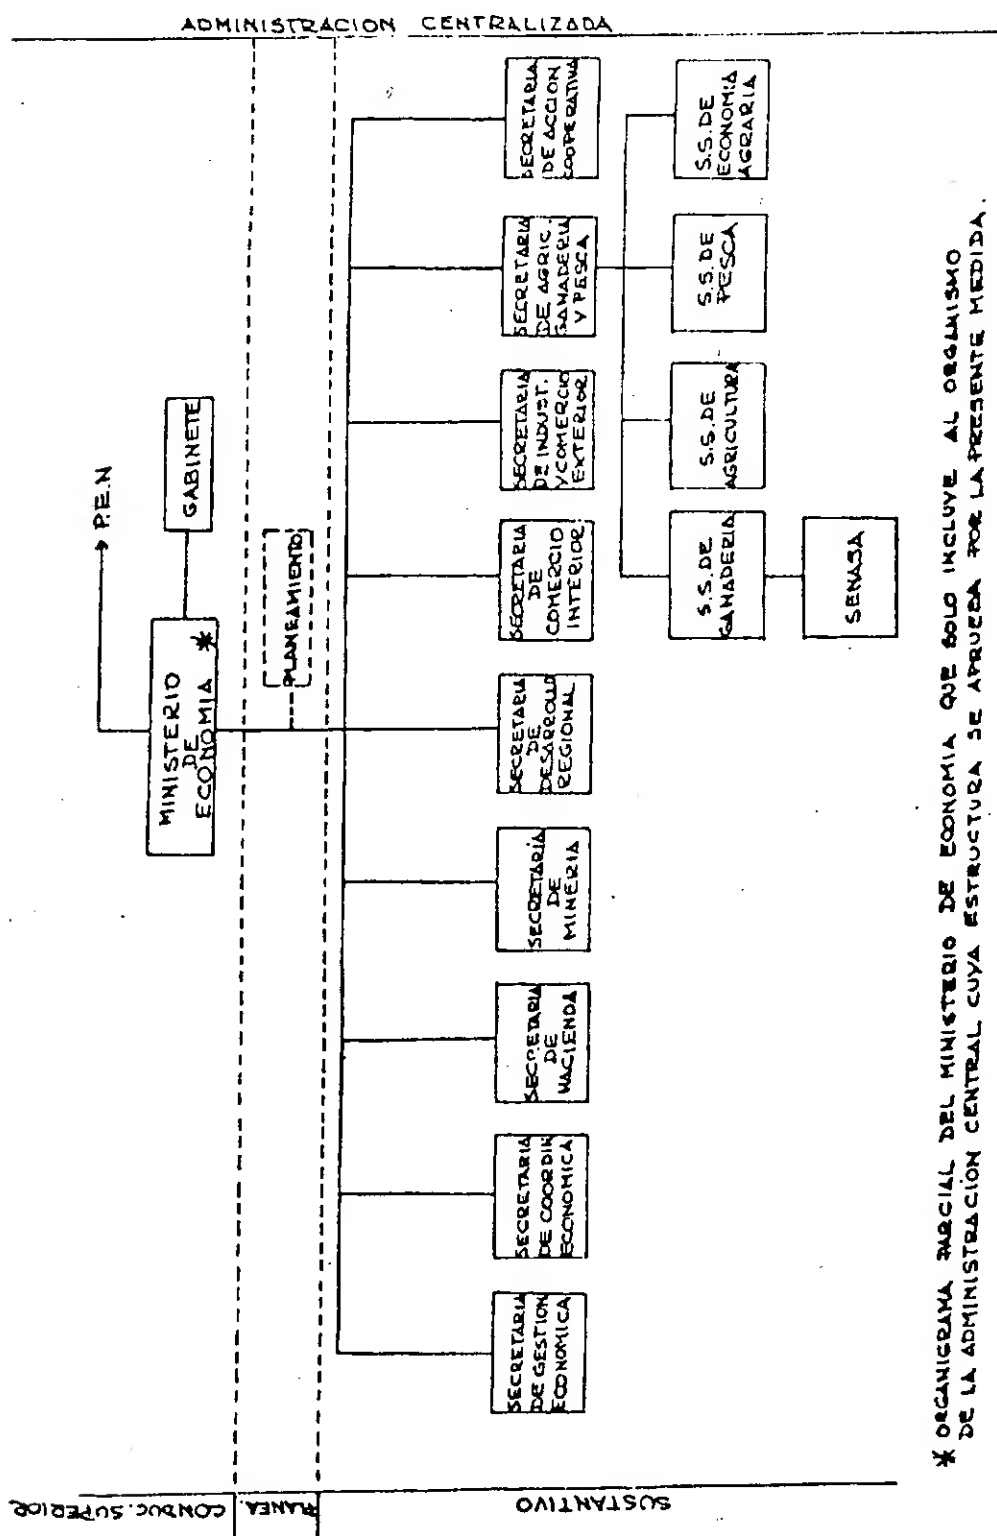 ADMINISTRACION CENTRALIZADA
CONDUC. SUPERIOR
PLANEA.
SUSTANTIVO
P.E.N
MINISTERIO
DE
ECONOMIA *
GABINETE
PLANEAMIENTO
SECRETARIA
DE GESTION
ECONOMICA
SECRETARIA
DE COORDIN
ECONOMICA
SECRETARIA
DE
HACIENDA
SECRETARÍA
DE
MINERIA
SECRETARIA
DE
DESARROLLO
REGIONAL
SECRETARIA
DE
COMERCIO
INTERIOR
SECRETARIA
DE INDUST.
Y COMERCIO
EXTERIOR
SECRETARIA
DE AGRIC.
GANADERIA
Y PESCA
SECRETARIA
DE ACCION
COOPERATIVA
S.S. DE
GANADERIA
S.S. DE
AGRICULTURA
S.S. DE
PESCA
S.S. DE
ECONOMIA
AGRARIA
SENASA
* ORGANIGRAMA PARCIAL DEL MINISTERIO DE ECONOMIA QUE SOLO INCLUYE AL ORGANISMO
DE LA ADMINISTRACIÓN CENTRAL CUYA ESTRUCTURA SE APRUEBA POR LA PRESENTE MEDIDA.